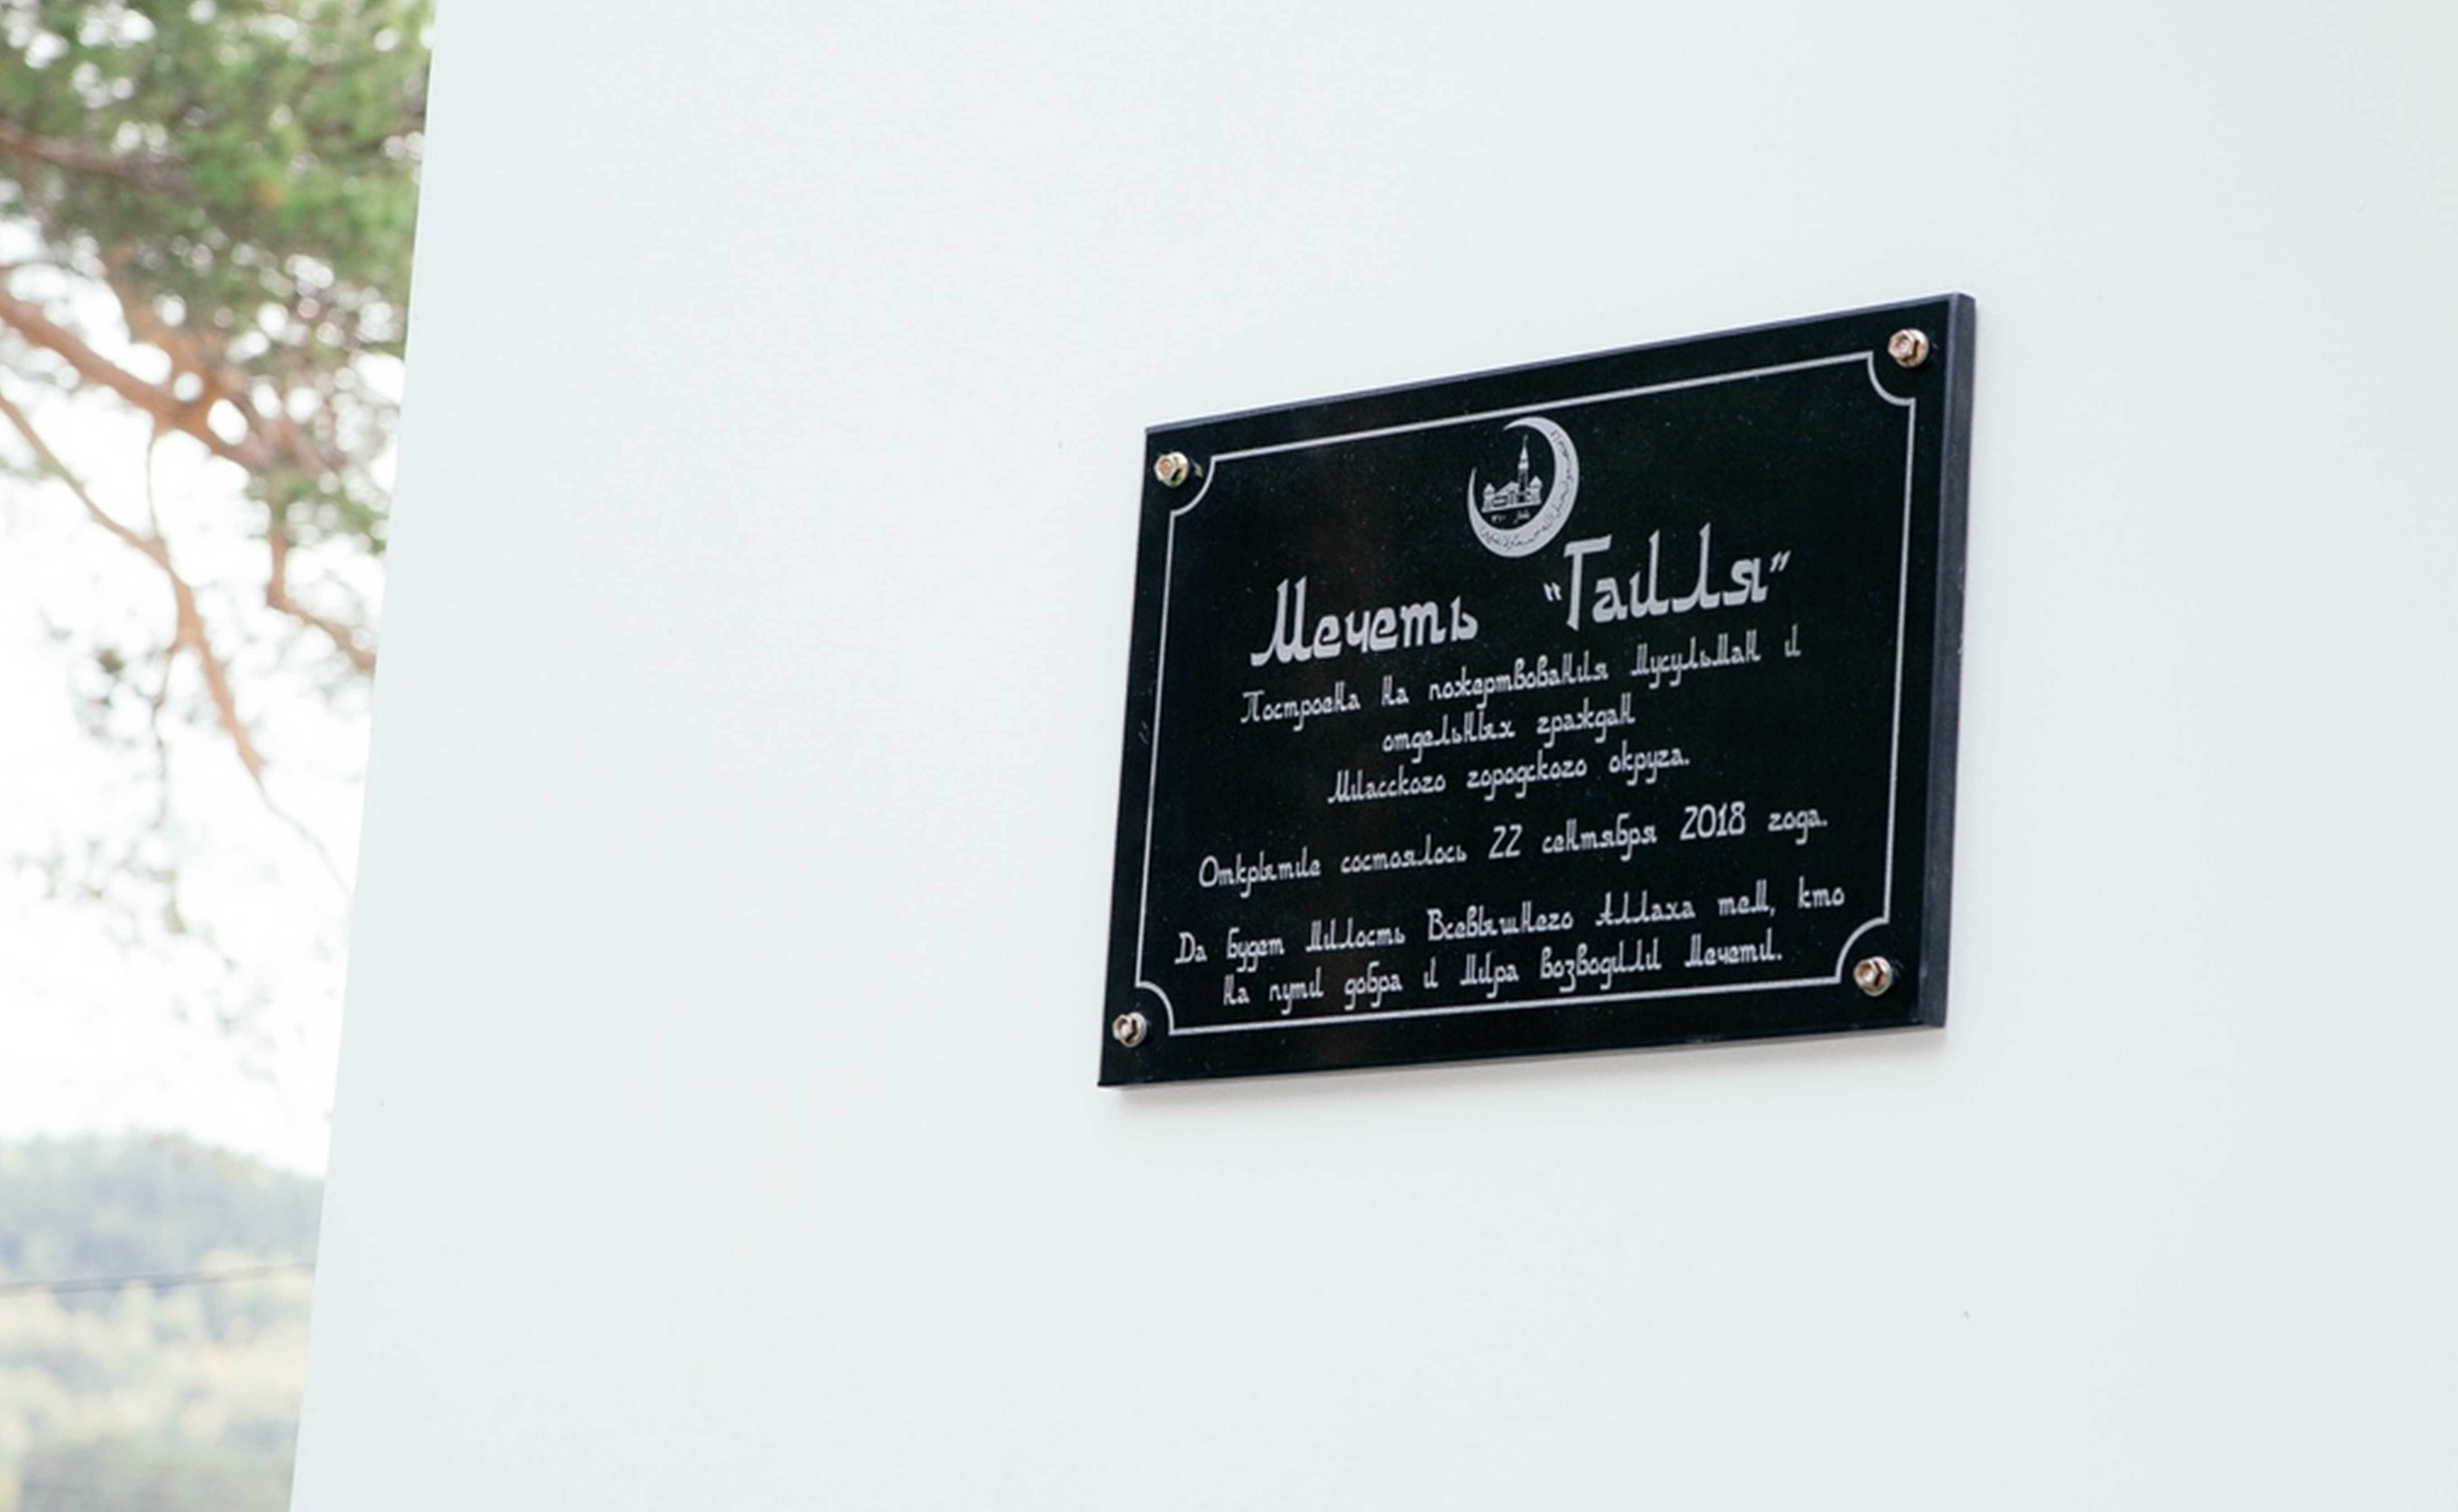 Мечеть "Гаиля"
Построена на пожертвования мусульман и
отдельных граждан
Миасского городского округа.
Открытие состоялось 22 сентября 2018 года.
Да будет милость Всевышнего Аллаха тем, кто
на пути добра и мира возводили мечети.